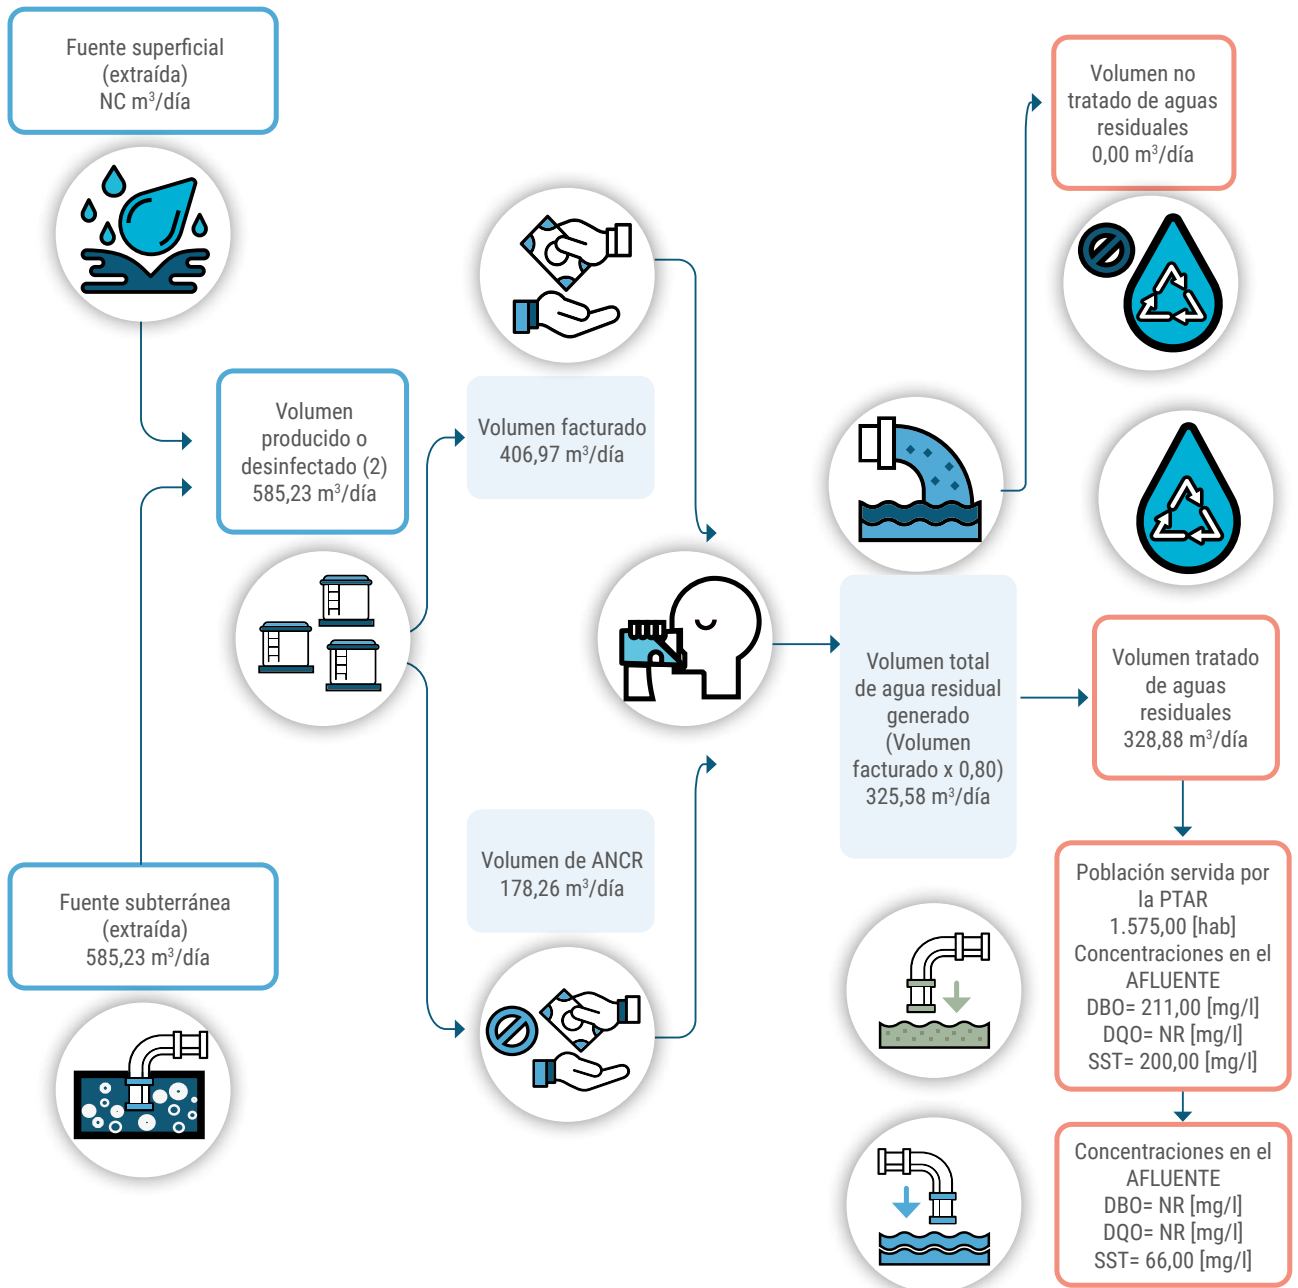 Fuente superficial
(extraída)
NC m³/día
Volumen
producido o
desinfectado (2)
585,23 m³/día
Fuente subterránea
(extraída)
585,23 m³/día
Volumen facturado
406,97 m³/día
Volumen de ANCR
178,26 m³/día
Volumen total
de agua residual
generado
(Volumen
facturado x 0,80)
325,58 m³/día
Volumen no
tratado de aguas
residuales
0,00 m³/día
Volumen tratado
de aguas
residuales
328,88 m³/día
Población servida por
la PTAR
1.575,00 [hab]
Concentraciones en el
AFLUENTE
DBO= 211,00 [mg/l]
DQO= NR [mg/l]
SST= 200,00 [mg/l]
Concentraciones en el
AFLUENTE
DBO= NR [mg/l]
DQO= NR [mg/l]
SST= 66,00 [mg/l]